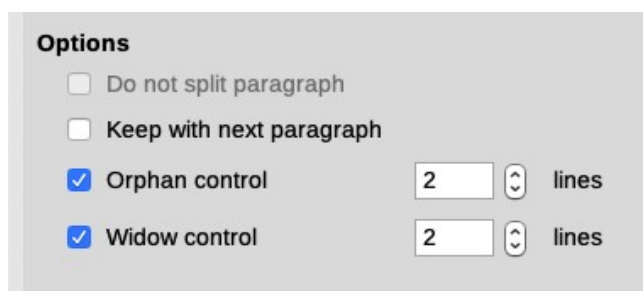 Options
Do not split paragraph
Keep with next paragraph
Orphan control 2 lines
Widow control 2 lines